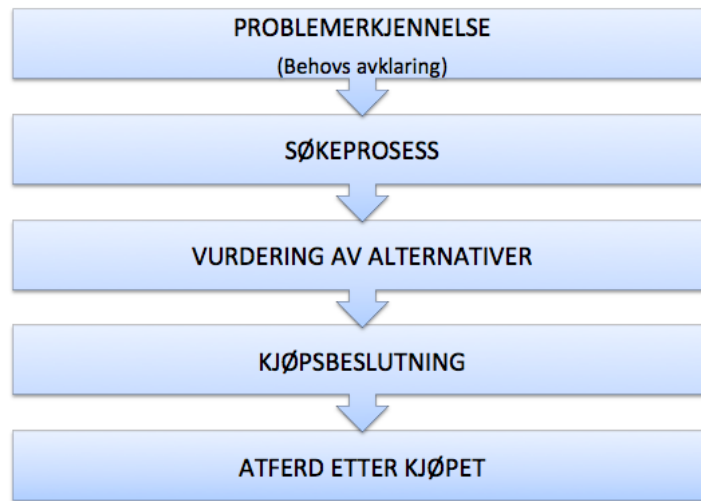 PROBLEMERKJENNELSE
(Behovs avklaring)
SØKEPROSESS
VURDERING AV ALTERNATIVER
KJØPSBESLUTNING
ATFERD ETTER KJØPET